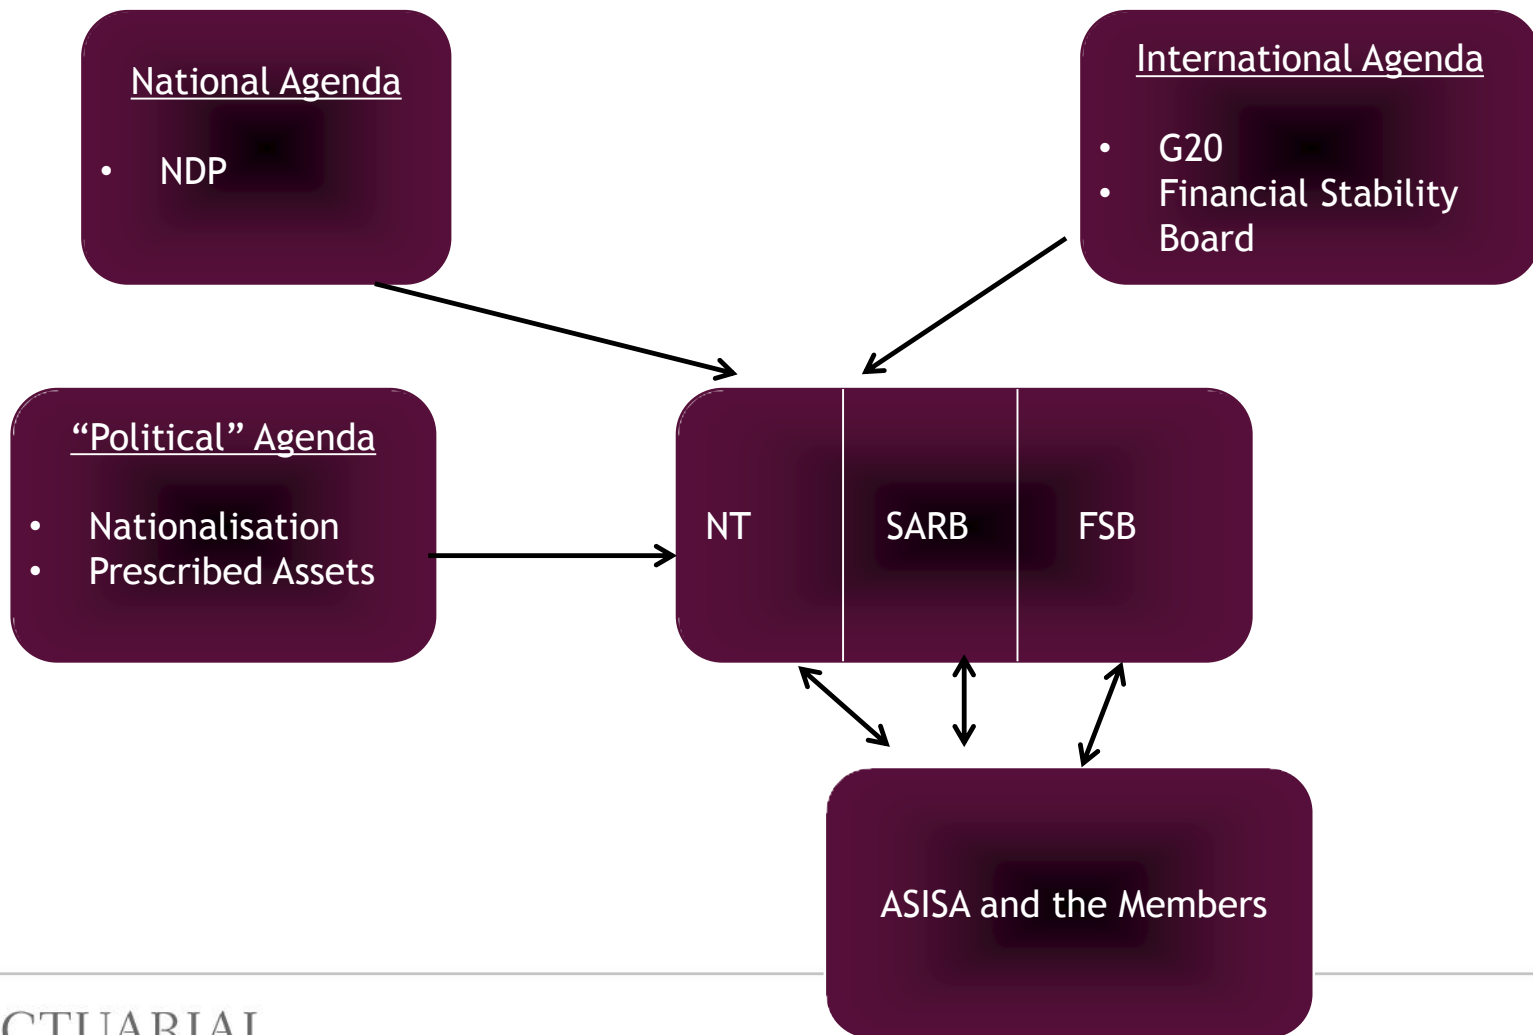 National Agenda
• NDP
International Agenda
• G20
• Financial Stability
Board
“Political” Agenda
• Nationalisation
• Prescribed Assets
NT
SARB
FSB
ASISA and the Members